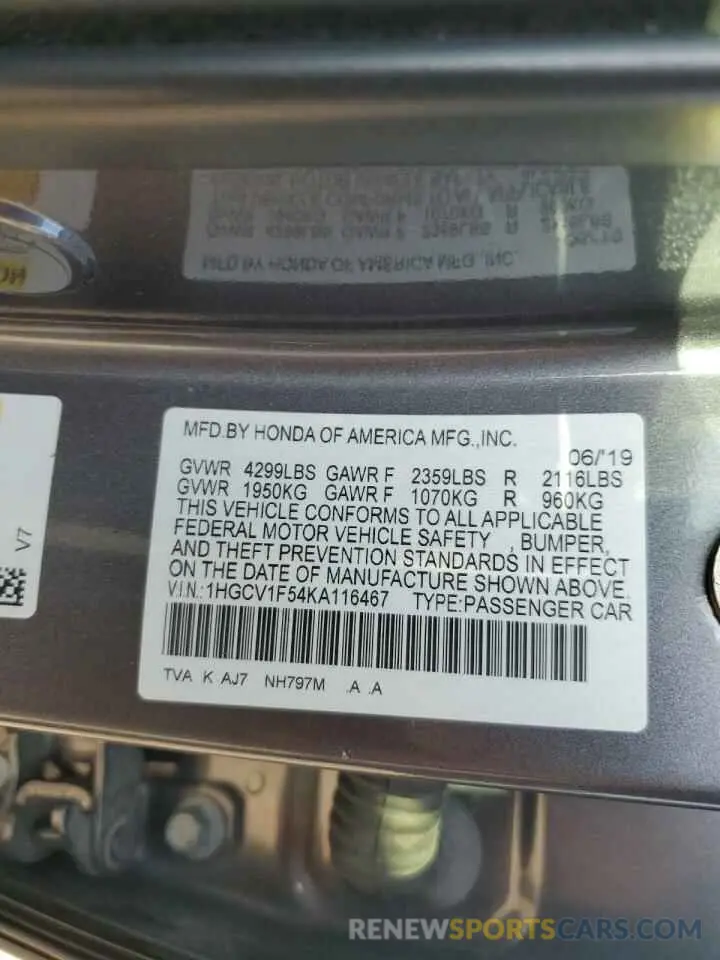 MFD.BY HONDA OF AMERICA MFG.,INC.
06/'19
GVWR 4299LBS GAWR F 2359LBS R 2116LBS
GVWR 1950KG GAWR F 1070KG R 960KG
THIS VEHICLE CONFORMS TO ALL APPLICABLE
FEDERAL MOTOR VEHICLE SAFETY , BUMPER,
AND THEFT PREVENTION STANDARDS IN EFFECT
ON THE DATE OF MANUFACTURE SHOWN ABOVE.
V.I.N.:1HGCV1F54KA116467 TYPE:PASSENGER CAR
TVA K AJ7 NH797M .A .A
V7
RENEWSPORTSCARS.COM